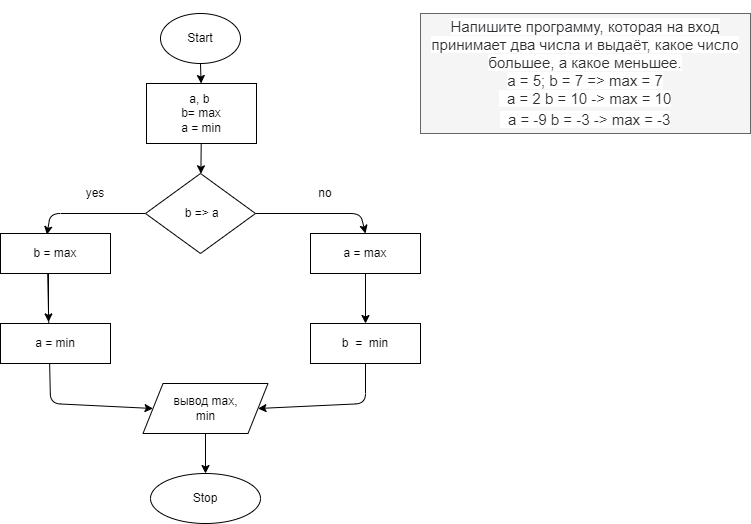 Start
Напишите программу, которая на вход
принимает два числа и выдаёт, какое число
большее, а какое меньшее.
a = 5; b = 7 => max = 7
a = 2 b = 10 -> max = 10
a = -9 b = -3 -> max = -3
a, b
b= max
a = min
yes
no
b => a
b = max
a = max
a = min
b = min
вывод max,
min
Stop